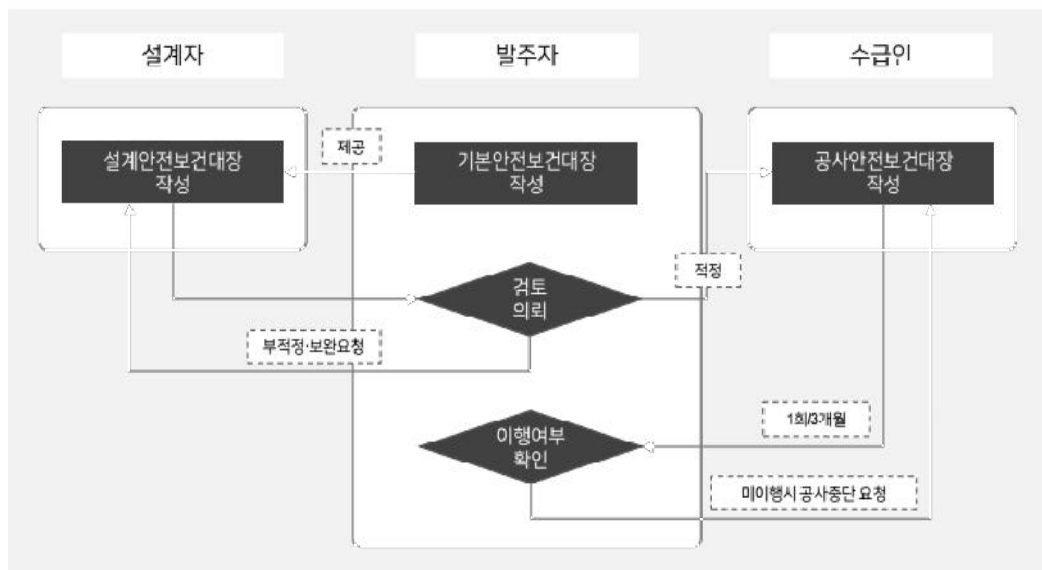 설계자
발주자
수급인
제공
설계안전보건대장
작성
기본안전보건대장
작성
공사안전보건대장
작성
적정
검토
의뢰
부적정·보완요청
1회/3개월
이행여부
확인
미이행시 공사중단 요청